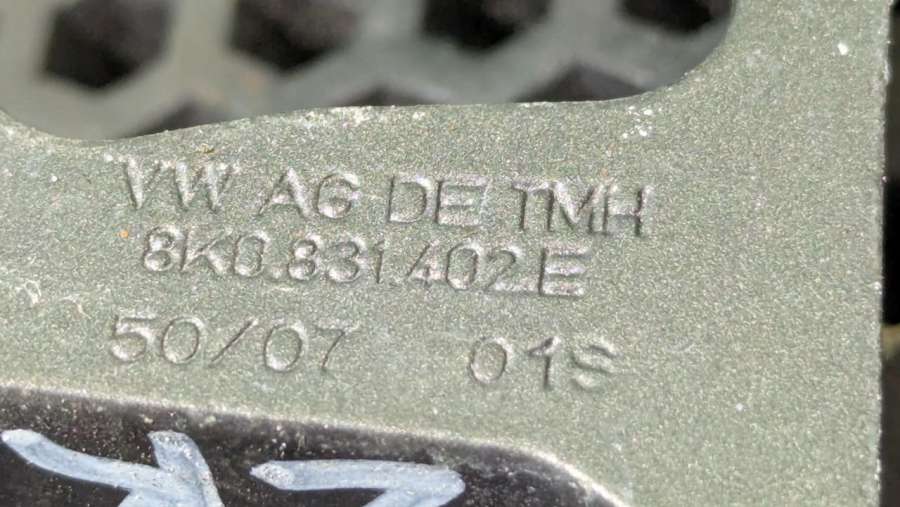 VW AG DE TMH
8K0.831.402.E
50/07 01S